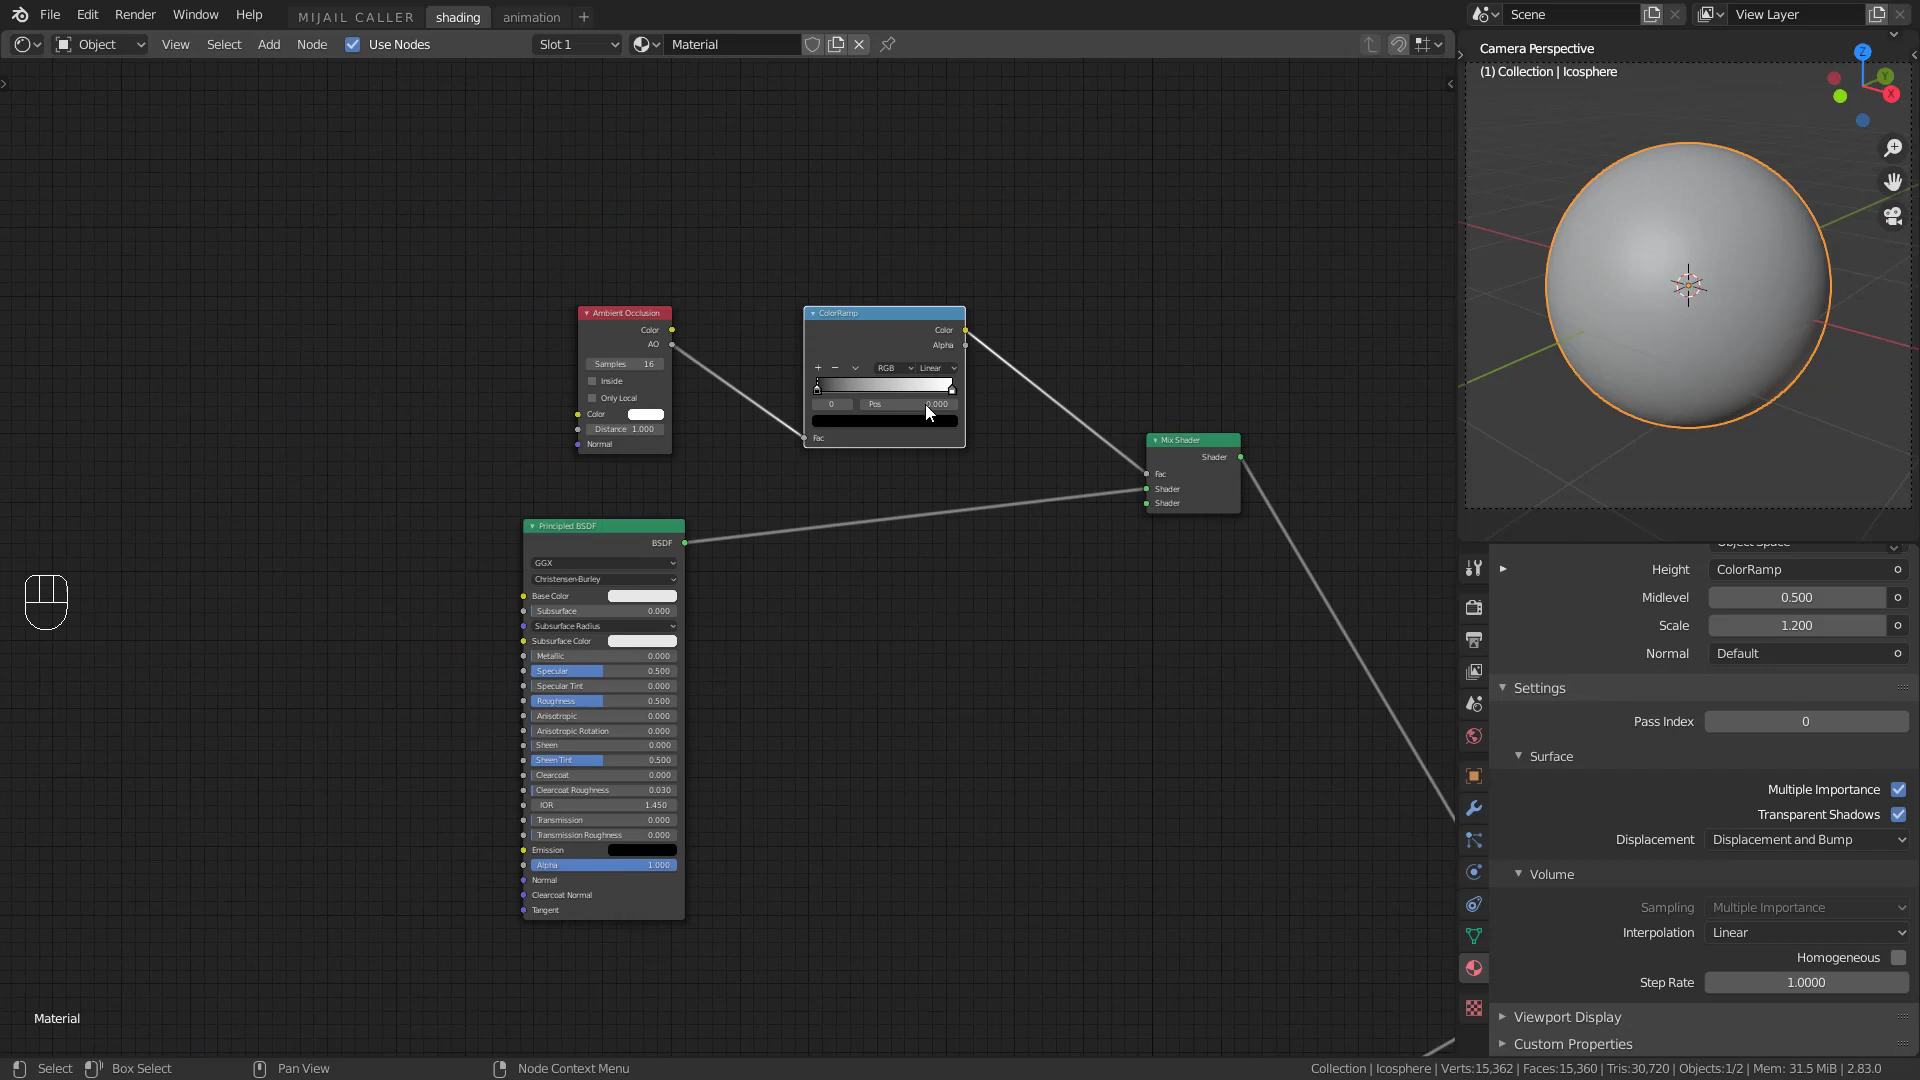 File Edit Render Window Help MIJAIL CALLER shading animation Scene View Layer
Object View Select Add Node Use Nodes Slot 1 Material
Camera Perspective
(1) Collection | Icosphere
Z
Y
X
Ambient Occlusion
Color
AO
Samples 16
Inside
Only Local
Color
Distance 1.000
Normal
ColorRamp
Color
Alpha
RGB Linear
0 Pos 0.000
Fac
Mix Shader
Shader
Fac
Shader
Shader
Principled BSDF
BSDF
GGX
Christensen-Burley
Base Color
Subsurface 0.000
Subsurface Radius
Subsurface Color
Metallic 0.000
Specular 0.500
Specular Tint 0.000
Roughness 0.500
Anisotropic 0.000
Anisotropic Rotation 0.000
Sheen 0.000
Sheen Tint 0.500
Clearcoat 0.000
Clearcoat Roughness 0.030
IOR 1.450
Transmission 0.000
Transmission Roughness 0.000
Emission
Alpha 1.000
Normal
Clearcoat Normal
Tangent
Object Space
Height ColorRamp
Midlevel 0.500
Scale 1.200
Normal Default
Settings
Pass Index 0
Surface
Multiple Importance
Transparent Shadows
Displacement Displacement and Bump
Volume
Sampling Multiple Importance
Interpolation Linear
Homogeneous
Step Rate 1.0000
Viewport Display
Custom Properties
Material
Select Box Select Pan View Node Context Menu Collection | Icosphere | Verts:15,362 | Faces:15,360 | Tris:30,720 | Objects:1/2 | Mem: 31.5 MiB | 2.83.0